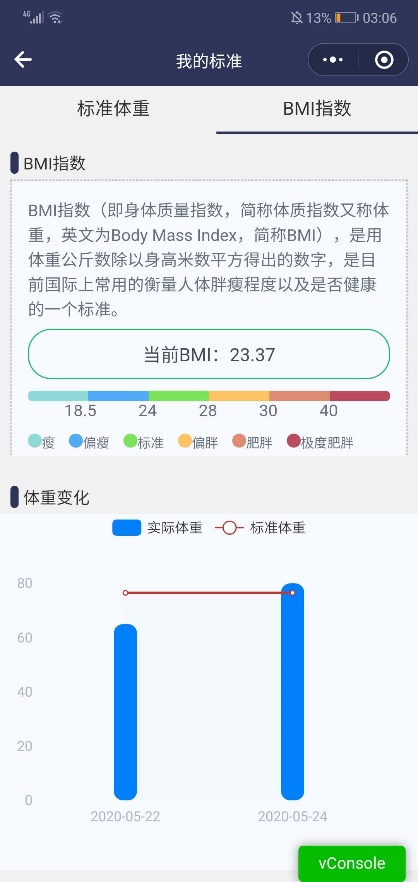 4G
13%
03:06
我的标准
标准体重
BMI指数
BMI指数
BMI指数（即身体质量指数，简称体质指数又称体
重，英文为Body Mass Index，简称BMI），是用
体重公斤数除以身高米数平方得出的数字，是目
前国际上常用的衡量人体胖瘦程度以及是否健康
的一个标准。
当前BMI：23.37
18.5 24 28 30 40
瘦 偏瘦 标准 偏胖 肥胖 极度肥胖
体重变化
实际体重 标准体重
80
60
40
20
0
2020-05-22 2020-05-24
vConsole